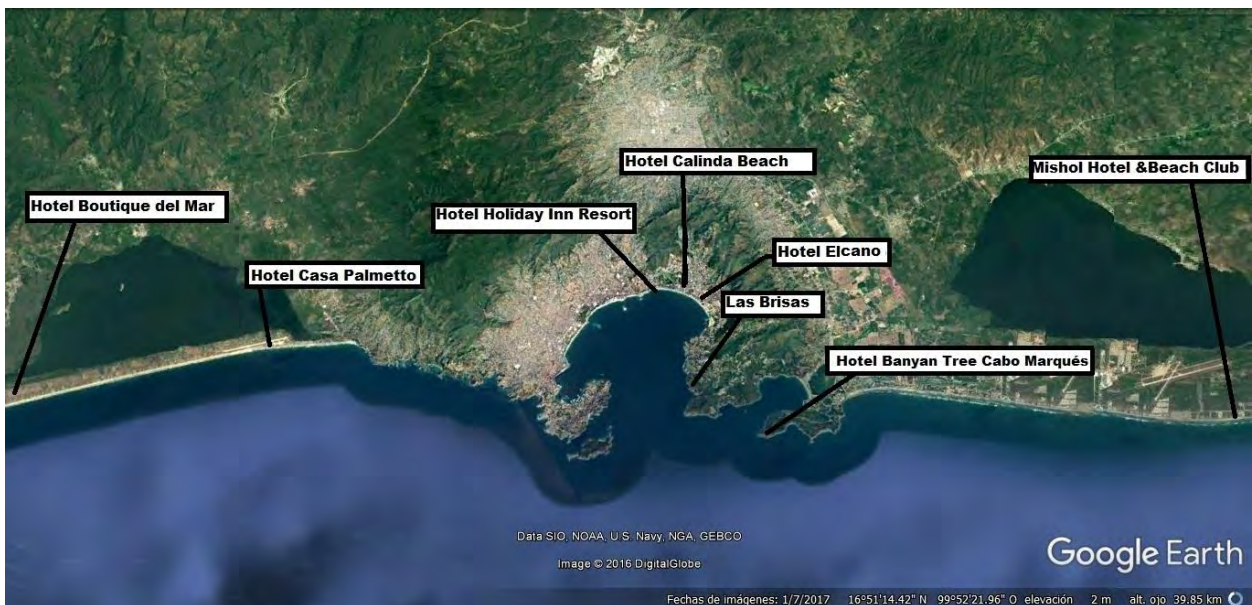 Hotel Calinda Beach
Mishol Hotel &Beach Club
Hotel Boutique del Mar
Hotel Holiday Inn Resort
Hotel Elcano
Hotel Casa Palmetto
Las Brisas
Hotel Banyan Tree Cabo Marqués
Data SIO, NOAA, U.S. Navy, NGA, GEBCO
Image © 2016 DigitalGlobe
Google Earth
Fechas de imágenes: 1/7/2017 16°51'14.42" N 99°52'21.96" O elevación 2 m alt. ojo 39.85 km